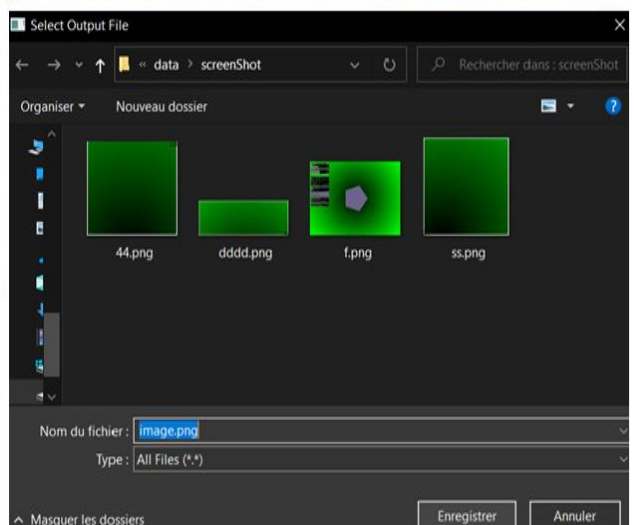 Select Output File
« data > screenShot
Rechercher dans : screenShot
Organiser
Nouveau dossier
?
44.png
dddd.png
f.png
ss.png
Nom du fichier : image.png
Type : All Files (*.*)
Masquer les dossiers
Enregistrer
Annuler